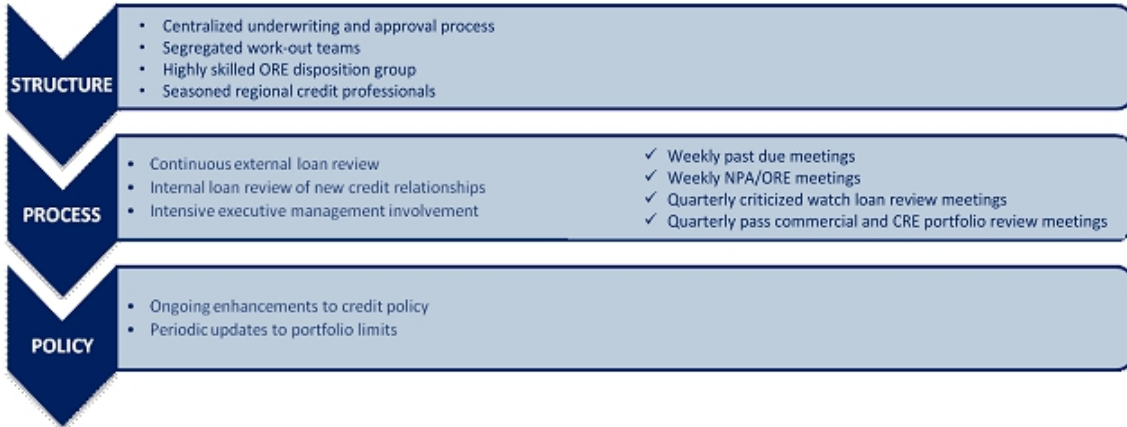 STRUCTURE
• Centralized underwriting and approval process
• Segregated work-out teams
• Highly skilled ORE disposition group
• Seasoned regional credit professionals
PROCESS
• Continuous external loan review
• Internal loan review of new credit relationships
• Intensive executive management involvement
✓ Weekly past due meetings
✓ Weekly NPA/ORE meetings
✓ Quarterly criticized watch loan review meetings
✓ Quarterly pass commercial and CRE portfolio review meetings
POLICY
• Ongoing enhancements to credit policy
• Periodic updates to portfolio limits